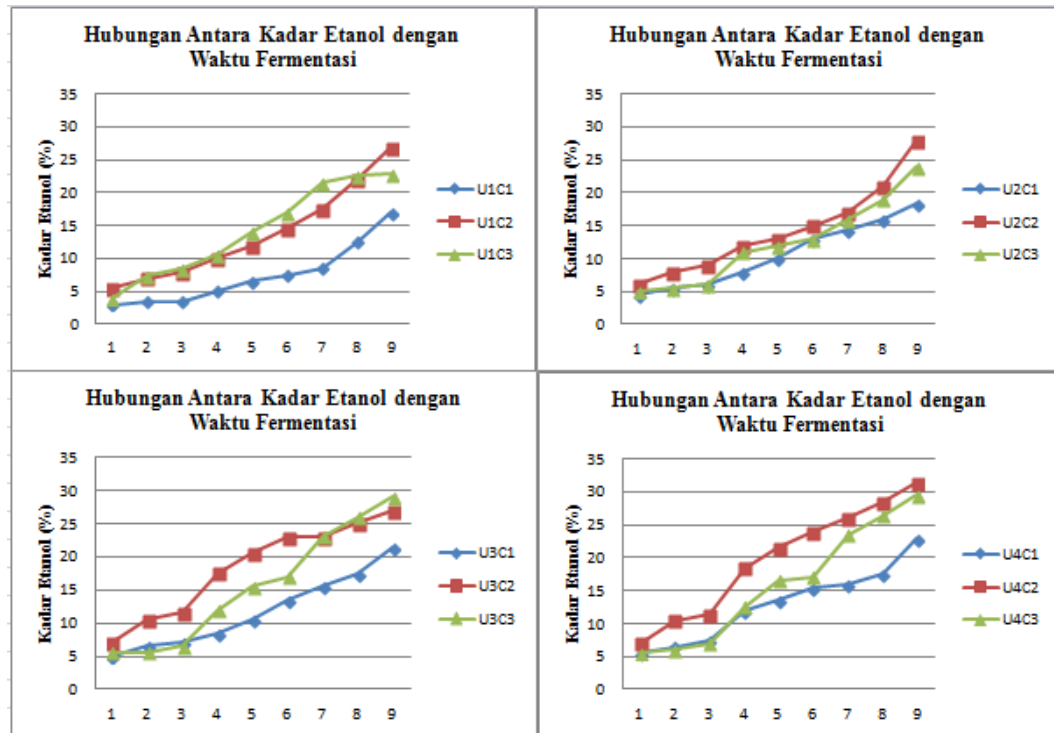 Hubungan Antara Kadar Etanol dengan
Waktu Fermentasi
Kadar Etanol (%)
35
30
25
20
15
10
5
0
1 2 3 4 5 6 7 8 9
U1C1
U1C2
U1C3
Hubungan Antara Kadar Etanol dengan
Waktu Fermentasi
Kadar Etanol (%)
35
30
25
20
15
10
5
0
1 2 3 4 5 6 7 8 9
U2C1
U2C2
U2C3
Hubungan Antara Kadar Etanol dengan
Waktu Fermentasi
Kadar Etanol (%)
35
30
25
20
15
10
5
0
1 2 3 4 5 6 7 8 9
U3C1
U3C2
U3C3
Hubungan Antara Kadar Etanol dengan
Waktu Fermentasi
Kadar Etanol (%)
35
30
25
20
15
10
5
0
1 2 3 4 5 6 7 8 9
U4C1
U4C2
U4C3